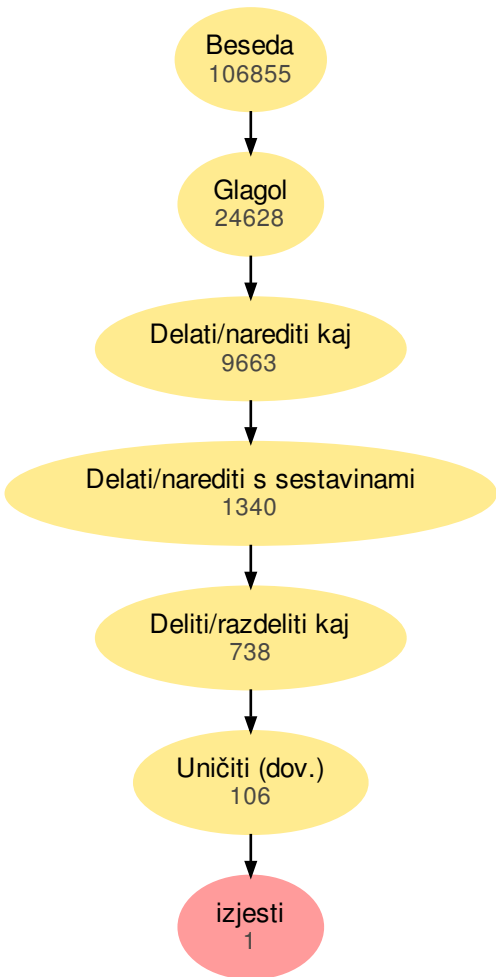 Beseda
106855
Glagol
24628
Delati/narediti kaj
9663
Delati/narediti s sestavinami
1340
Deliti/razdeliti kaj
738
Uničiti (dov.)
106
izjesti
1